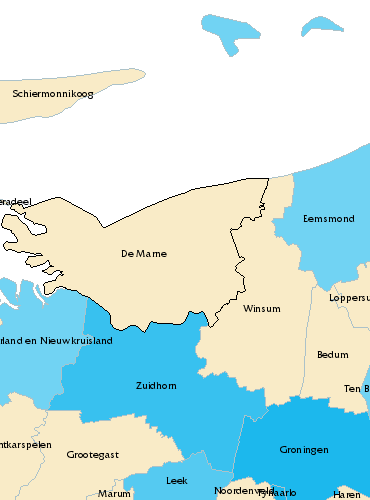 Schiermonnikoog
eradeel
Eemsmond
De Marne
Loppersu
Winsum
rland en Nieuwkruisland
Bedum
Zuidhorn
Ten B
ntkarspelen
Grootegast
Groningen
Leek
Marum
Noordenveld
Tynaarlo
Haren